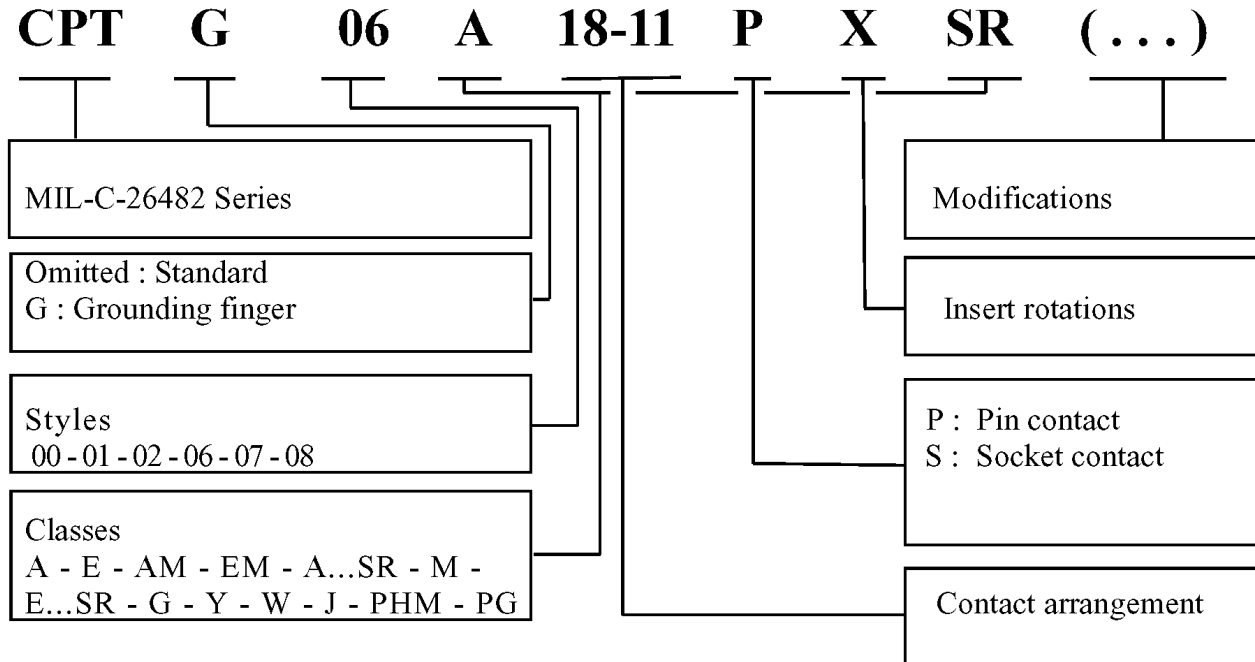 CPT G 06 A 18-11 P X SR (...)
MIL-C-26482 Series
Omitted : Standard
G : Grounding finger
Styles
00 - 01 - 02 - 06 - 07 - 08
Classes
A - E - AM - EM - A...SR - M -
E...SR - G - Y - W - J - PHM - PG
Modifications
Insert rotations
P : Pin contact
S : Socket contact
Contact arrangement